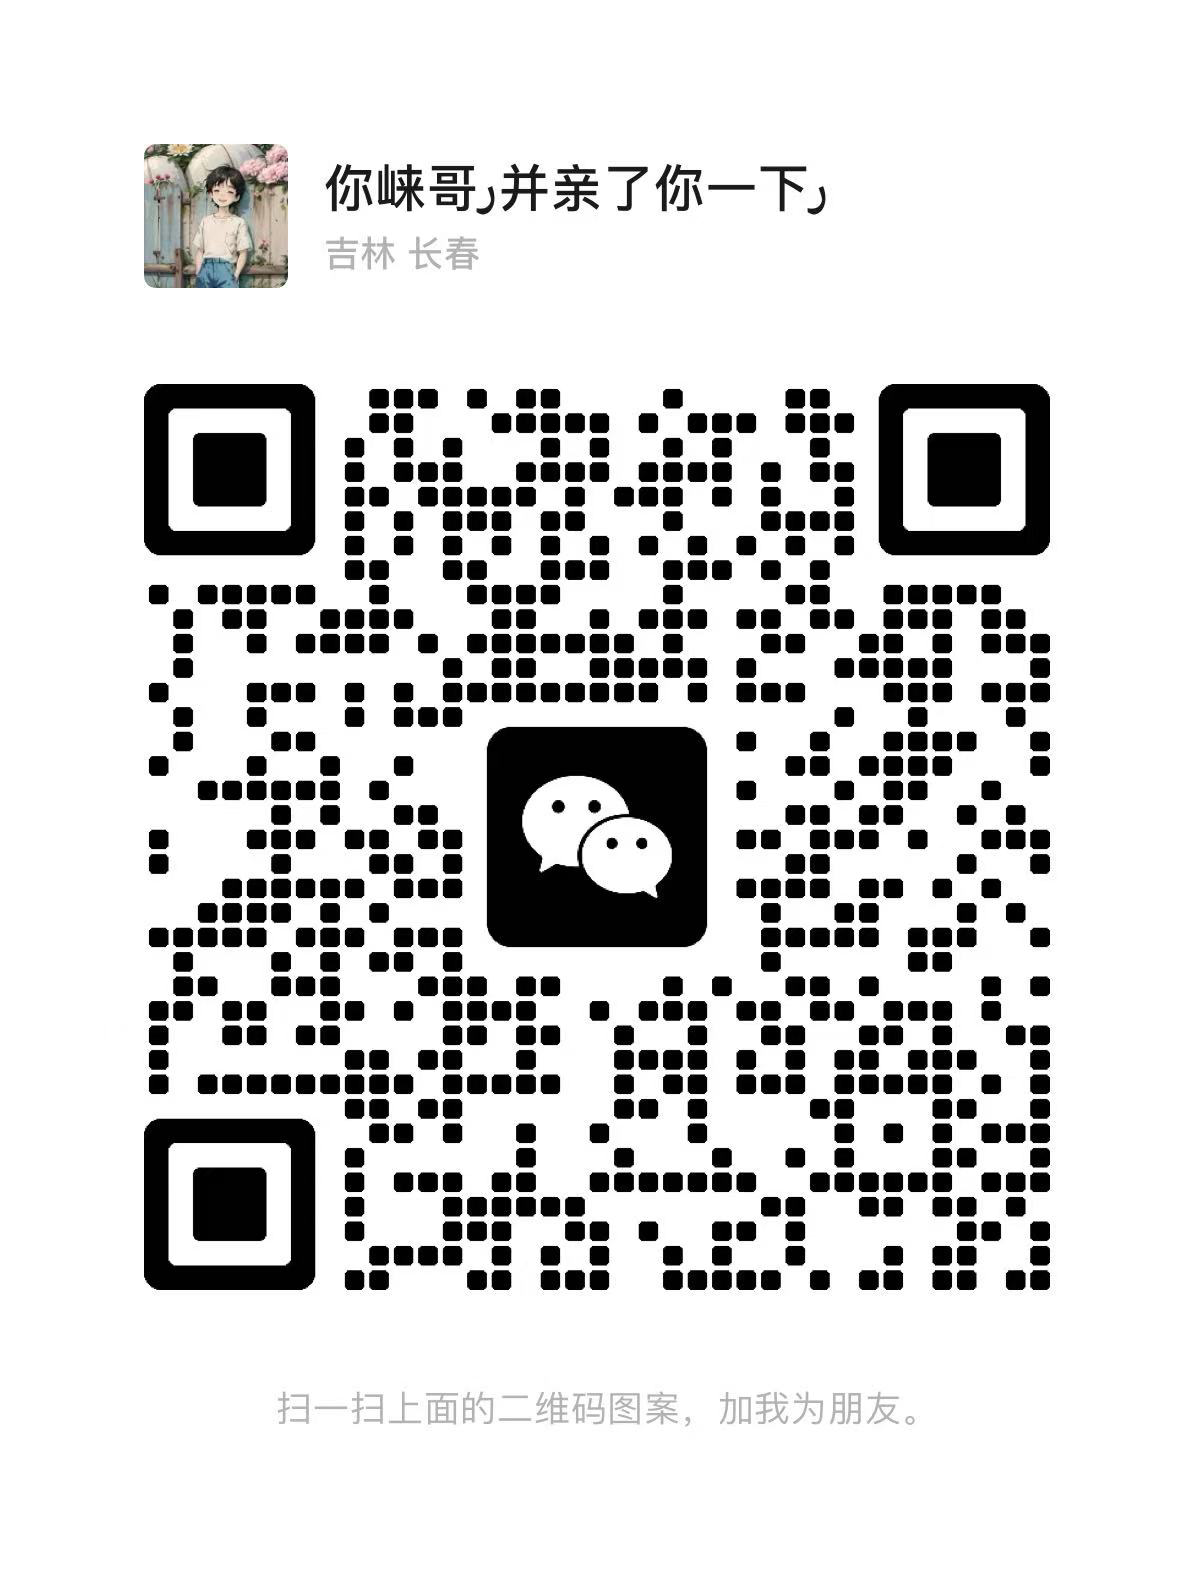 你崃哥٫并亲了你一下٫
吉林 长春
扫一扫上面的二维码图案，加我为朋友。